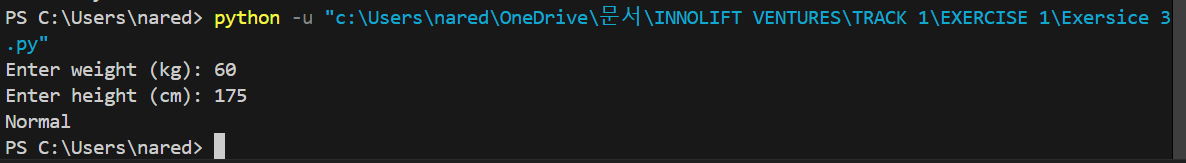 PS C:\Users\nared> python -u "c:\Users\nared\OneDrive\문서\INNOLIFT VENTURES\TRACK 1\EXERCISE 1\Exersice 3
.py"
Enter weight (kg): 60
Enter height (cm): 175
Normal
PS C:\Users\nared>